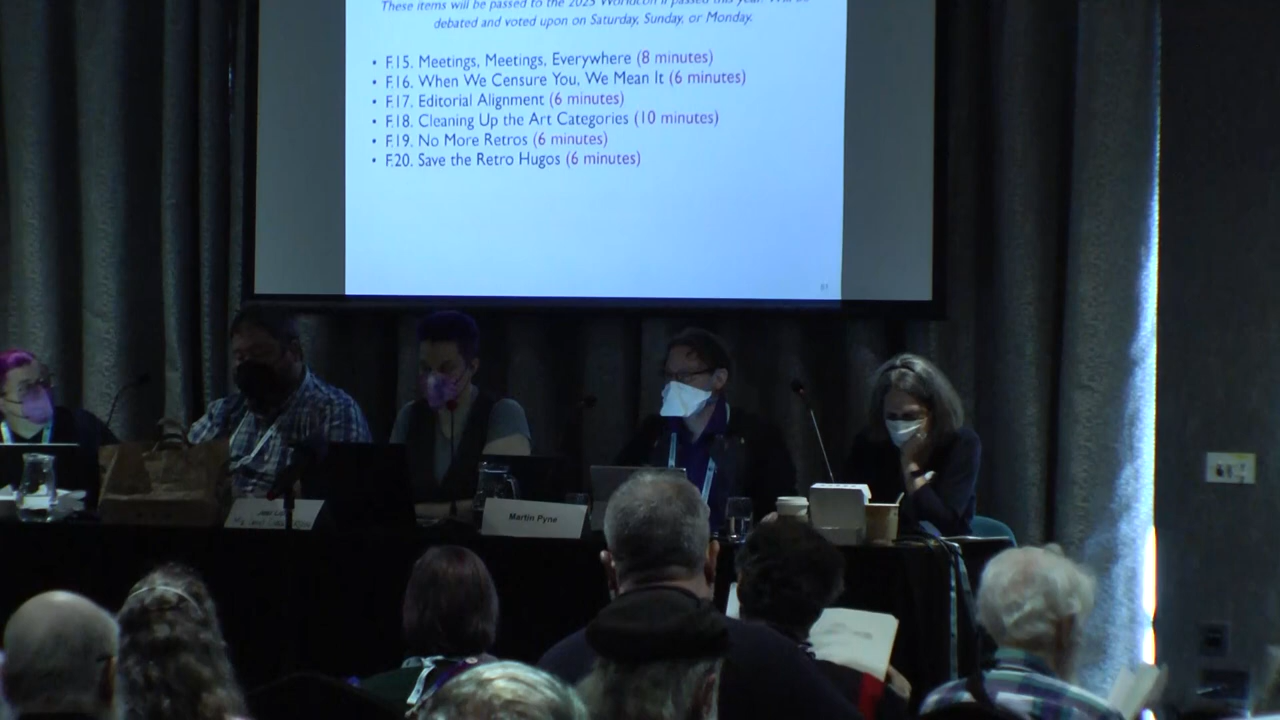 These items will be passed to the 2025 Worldcon if passed this year. Will be
debated and voted upon on Saturday, Sunday, or Monday.
• F.15. Meetings, Meetings, Everywhere (8 minutes)
• F.16. When We Censure You, We Mean It (6 minutes)
• F.17. Editorial Alignment (6 minutes)
• F.18. Cleaning Up the Art Categories (10 minutes)
• F.19. No More Retros (6 minutes)
• F.20. Save the Retro Hugos (6 minutes)
Martin Pyne